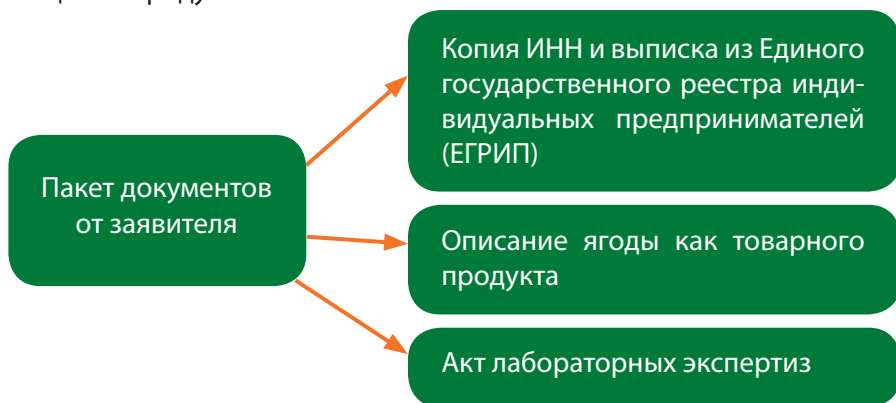 Пакет документов
от заявителя
Копия ИНН и выписка из Единого
государственного реестра инди-
видуальных предпринимателей
(ЕГРИП)
Описание ягоды как товарного
продукта
Акт лабораторных экспертиз